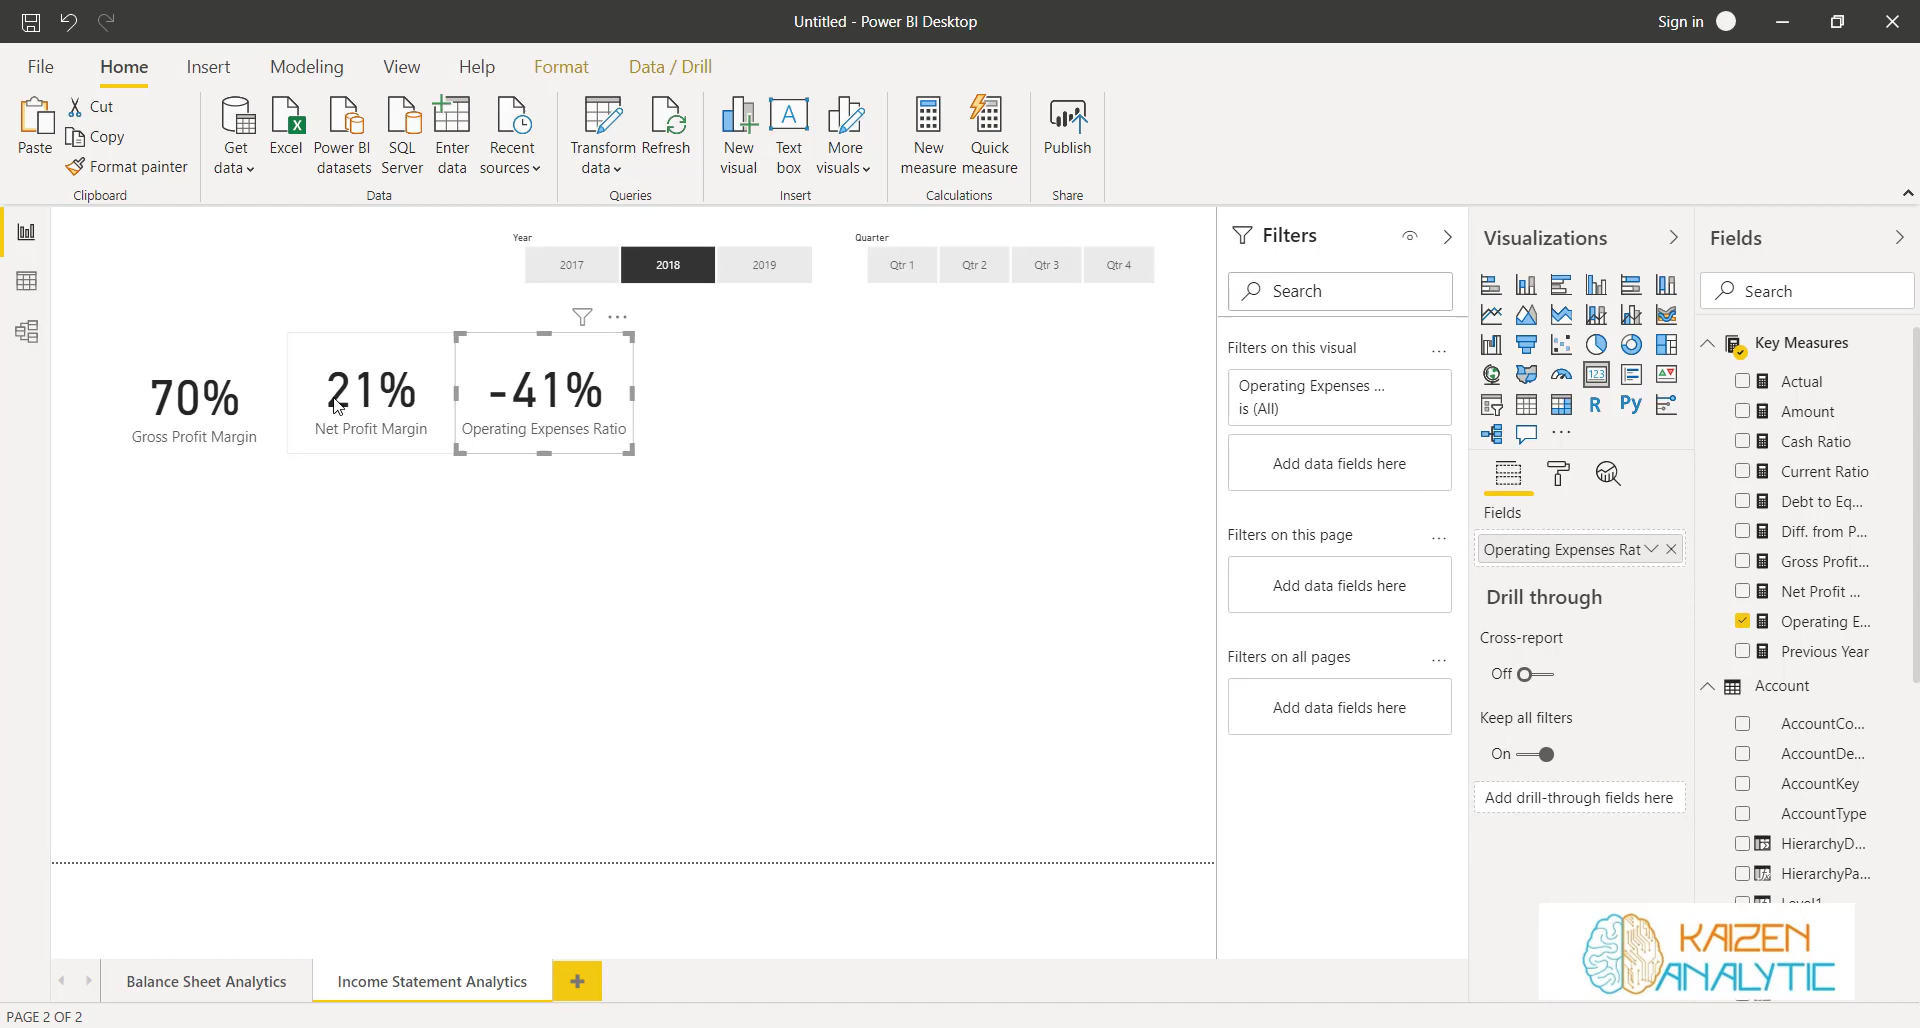 Untitled - Power BI Desktop
Sign in
File Home Insert Modeling View Help Format Data / Drill
Paste
Cut
Copy
Format painter
Clipboard
Get data
Excel
Power BI datasets
SQL Server
Enter data
Recent sources
Data
Transform data
Refresh
Queries
New visual
Text box
More visuals
Insert
New measure
Quick measure
Calculations
Publish
Share
Year
2017 2018 2019
Quarter
Qtr 1 Qtr 2 Qtr 3 Qtr 4
70%
Gross Profit Margin
21%
Net Profit Margin
-41%
Operating Expenses Ratio
Filters
Search
Filters on this visual ...
Operating Expenses ...
is (All)
Add data fields here
Filters on this page ...
Add data fields here
Filters on all pages ...
Add data fields here
Visualizations
123
R
Py
...
Fields
Operating Expenses Rat
Drill through
Cross-report
Off
Keep all filters
On
Add drill-through fields here
Fields
Search
Key Measures
Actual
Amount
Cash Ratio
Current Ratio
Debt to Eq...
Diff. from P...
Gross Profit...
Net Profit ...
Operating E...
Previous Year
Account
AccountCo...
AccountDe...
AccountKey
AccountType
HierarchyD...
HierarchyPa...
Level1
KAIZEN
ANALYTIC
Balance Sheet Analytics
Income Statement Analytics
PAGE 2 OF 2